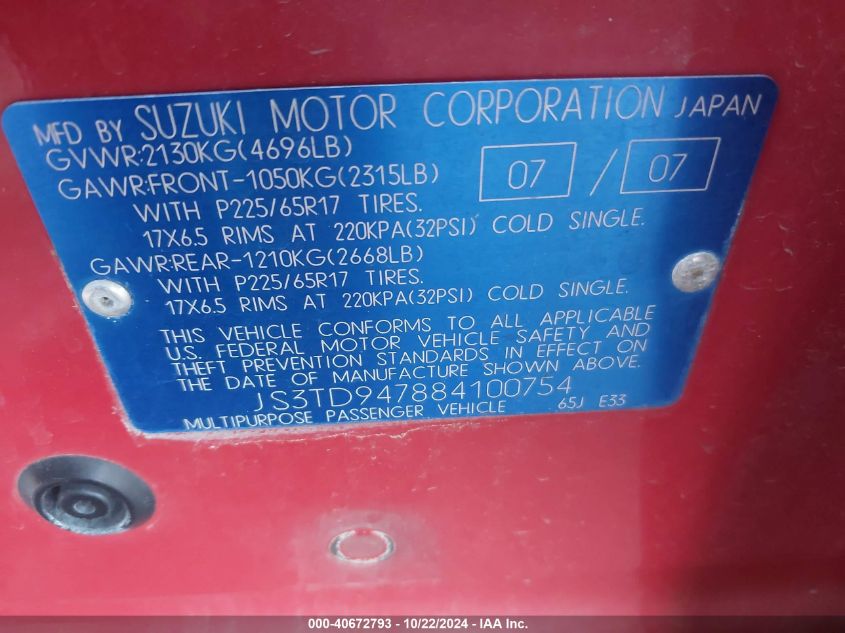 MFD BY SUZUKI MOTOR CORPORATION JAPAN
GVWR:2130KG(4696LB)
GAWR:FRONT-1050KG(2315LB) 07 / 07
WITH P225/65R17 TIRES.
17X6.5 RIMS AT 220KPA(32PSI) COLD SINGLE.
GAWR:REAR-1210KG(2668LB)
WITH P225/65R17 TIRES.
17X6.5 RIMS AT 220KPA(32PSI) COLD SINGLE.
THIS VEHICLE CONFORMS TO ALL APPLICABLE
U.S. FEDERAL MOTOR VEHICLE SAFETY AND
THEFT PREVENTION STANDARDS IN EFFECT ON
THE DATE OF MANUFACTURE SHOWN ABOVE.
JS3TD947884100754
MULTIPURPOSE PASSENGER VEHICLE 65J E33
000-40672793 - 10/22/2024 - IAA Inc.